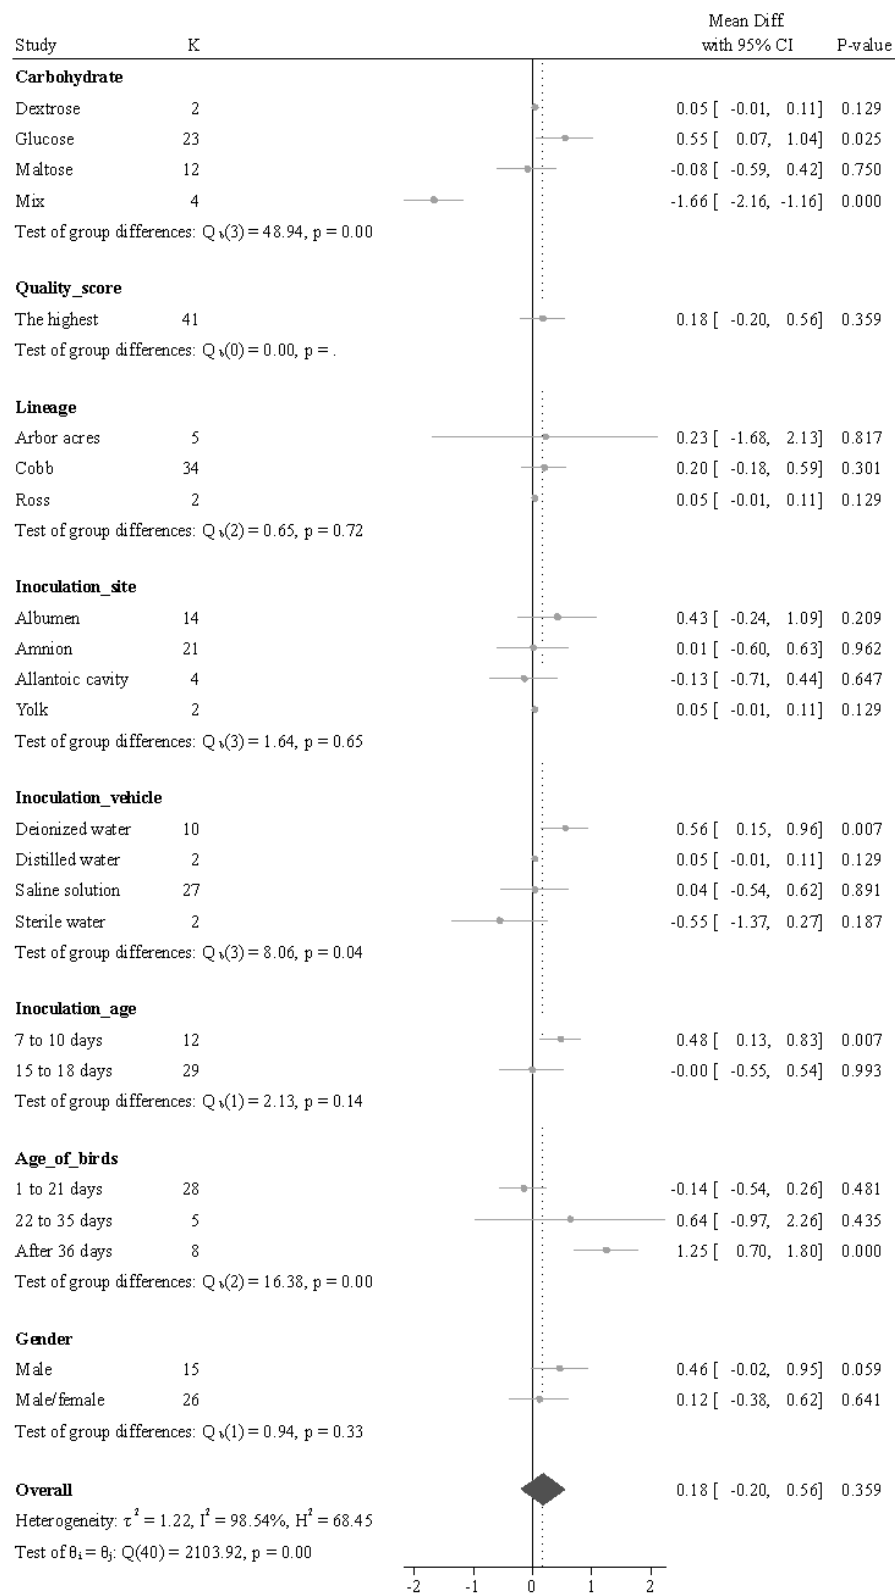 Mean Diff.
Study K with 95% CI P-value
Carbohydrate
Dextrose 2 0.05 [ -0.01, 0.11] 0.129
Glucose 23 0.55 [ 0.07, 1.04] 0.025
Maltose 12 -0.08 [ -0.59, 0.42] 0.750
Mix 4 -1.66 [ -2.16, -1.16] 0.000
Test of group differences: Q b(3) = 48.94, p = 0.00
Quality_score
The highest 41 0.18 [ -0.20, 0.56] 0.359
Test of group differences: Q b(0) = 0.00, p = .
Lineage
Arbor acres 5 0.23 [ -1.68, 2.13] 0.817
Cobb 34 0.20 [ -0.18, 0.59] 0.301
Ross 2 0.05 [ -0.01, 0.11] 0.129
Test of group differences: Q b(2) = 0.65, p = 0.72
Inoculation_site
Albumen 14 0.43 [ -0.24, 1.09] 0.209
Amnion 21 0.01 [ -0.60, 0.63] 0.962
Allantoic cavity 4 -0.13 [ -0.71, 0.44] 0.647
Yolk 2 0.05 [ -0.01, 0.11] 0.129
Test of group differences: Q b(3) = 1.64, p = 0.65
Inoculation_vehicle
Deionized water 10 0.56 [ 0.15, 0.96] 0.007
Distilled water 2 0.05 [ -0.01, 0.11] 0.129
Saline solution 27 0.04 [ -0.54, 0.62] 0.891
Sterile water 2 -0.55 [ -1.37, 0.27] 0.187
Test of group differences: Q b(3) = 8.06, p = 0.04
Inoculation_age
7 to 10 days 12 0.48 [ 0.13, 0.83] 0.007
15 to 18 days 29 -0.00 [ -0.55, 0.54] 0.993
Test of group differences: Q b(1) = 2.13, p = 0.14
Age_of_birds
1 to 21 days 28 -0.14 [ -0.54, 0.26] 0.481
22 to 35 days 5 0.64 [ -0.97, 2.26] 0.435
After 36 days 8 1.25 [ 0.70, 1.80] 0.000
Test of group differences: Q b(2) = 16.38, p = 0.00
Gender
Male 15 0.46 [ -0.02, 0.95] 0.059
Male/female 26 0.12 [ -0.38, 0.62] 0.641
Test of group differences: Q b(1) = 0.94, p = 0.33
Overall 0.18 [ -0.20, 0.56] 0.359
Heterogeneity: τ² = 1.22, I² = 98.54%, H² = 68.45
Test of θi = θj: Q(40) = 2103.92, p = 0.00
-2 -1 0 1 2